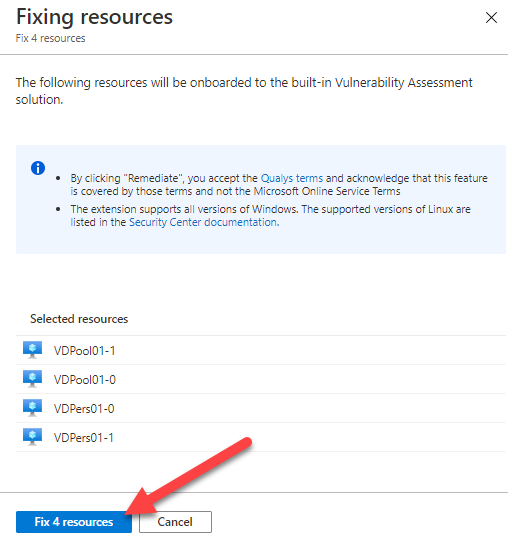 Fixing resources
Fix 4 resources
The following resources will be onboarded to the built-in Vulnerability Assessment
solution.
• By clicking "Remediate", you accept the Qualys terms and acknowledge that this feature
is covered by those terms and not the Microsoft Online Service Terms
• The extension supports all versions of Windows. The supported versions of Linux are
listed in the Security Center documentation.
Selected resources
VDPool01-1
VDPool01-0
VDPers01-0
VDPers01-1
Fix 4 resources Cancel